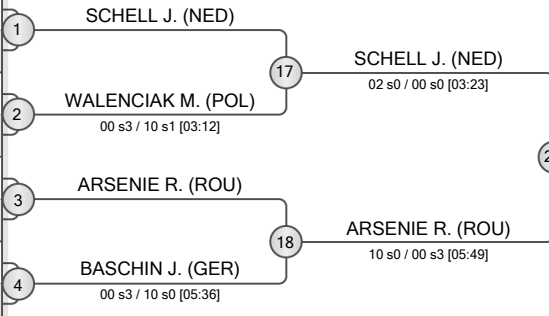 1
SCHELL J. (NED)
17
SCHELL J. (NED)
02 s0 / 00 s0 [03:23]
2
WALENCIAK M. (POL)
00 s3 / 10 s1 [03:12]
3
ARSENIE R. (ROU)
18
ARSENIE R. (ROU)
10 s0 / 00 s3 [05:49]
4
BASCHIN J. (GER)
00 s3 / 10 s0 [05:36]